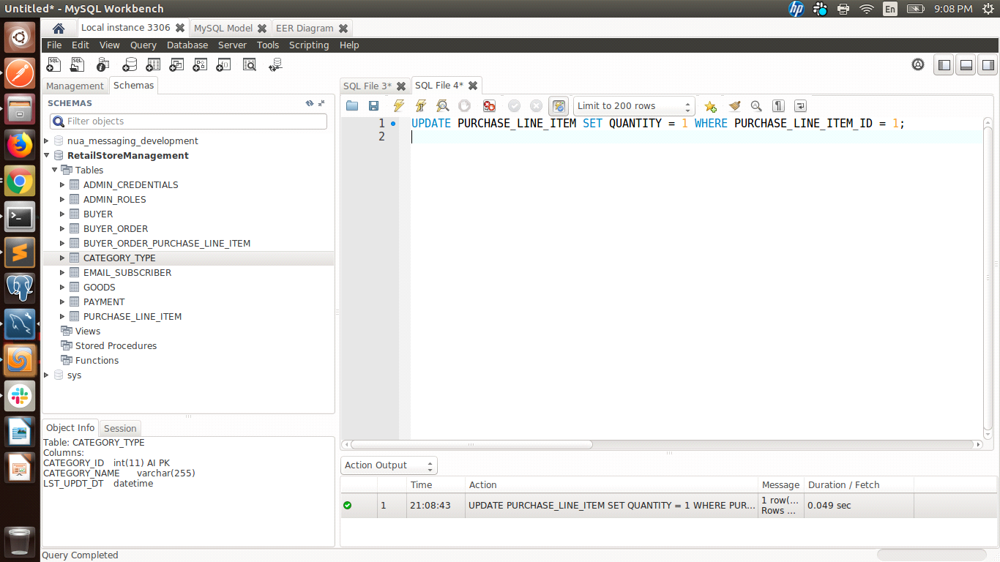 Untitled* - MySQL Workbench
En
9:08 PM
Local instance 3306
MySQL Model
EER Diagram
File Edit View Query Database Server Tools Scripting Help
Management
Schemas
SQL File 3*
SQL File 4*
SCHEMAS
Limit to 200 rows
Filter objects
1
UPDATE PURCHASE_LINE_ITEM SET QUANTITY = 1 WHERE PURCHASE_LINE_ITEM_ID = 1;
2
nua_messaging_development
RetailStoreManagement
Tables
ADMIN_CREDENTIALS
ADMIN_ROLES
BUYER
BUYER_ORDER
BUYER_ORDER_PURCHASE_LINE_ITEM
CATEGORY_TYPE
EMAIL_SUBSCRIBER
GOODS
PAYMENT
PURCHASE_LINE_ITEM
Views
Stored Procedures
Functions
sys
Object Info
Session
Table: CATEGORY_TYPE
Columns:
CATEGORY_ID int(11) AI PK
CATEGORY_NAME varchar(255)
LST_UPDT_DT datetime
Action Output
Time Action Message Duration / Fetch
1 21:08:43 UPDATE PURCHASE_LINE_ITEM SET QUANTITY = 1 WHERE PUR... 1 row(... 0.049 sec
Rows ...
Query Completed